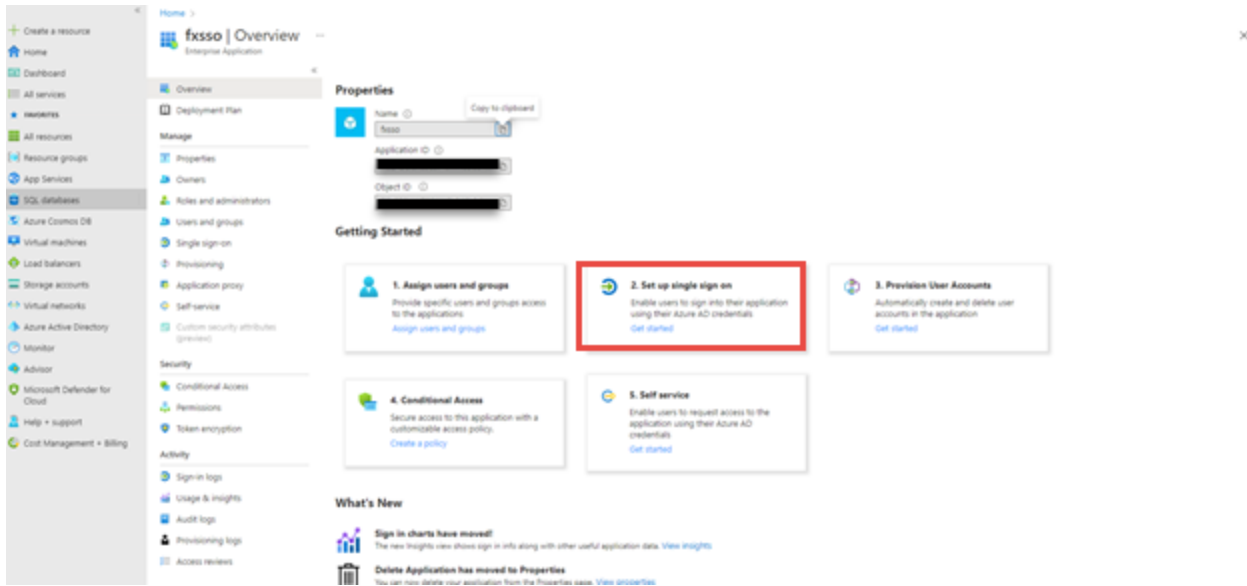 Home >
fxsso | Overview ...
Enterprise Application
Create a resource
Home
Dashboard
All services
FAVORITES
All resources
Resource groups
App Services
SQL databases
Azure Cosmos DB
Virtual machines
Load balancers
Storage accounts
Virtual networks
Azure Active Directory
Monitor
Advisor
Microsoft Defender for
Cloud
Help + support
Cost Management + Billing
Overview
Deployment Plan
Manage
Properties
Owners
Roles and administrators
Users and groups
Single sign-on
Provisioning
Application proxy
Self-service
Custom security attributes
(preview)
Security
Conditional Access
Permissions
Token encryption
Activity
Sign-in logs
Usage & insights
Audit logs
Provisioning logs
Access reviews
Properties
Copy to clipboard
Name
fxsso
Application ID
Object ID
Getting Started
1. Assign users and groups
Provide specific users and groups access
to the applications
Assign users and groups
2. Set up single sign on
Enable users to sign into their application
using their Azure AD credentials
Get started
3. Provision User Accounts
Automatically create and delete user
accounts in the application
Get started
4. Conditional Access
Secure access to this application with a
customizable access policy.
Create a policy
5. Self service
Enable users to request access to the
application using their Azure AD
credentials
Get started
What's New
Sign in charts have moved!
The new Insights view shows sign in info along with other useful application data. View insights
Delete Application has moved to Properties
You can now delete your application from the Properties page. View properties